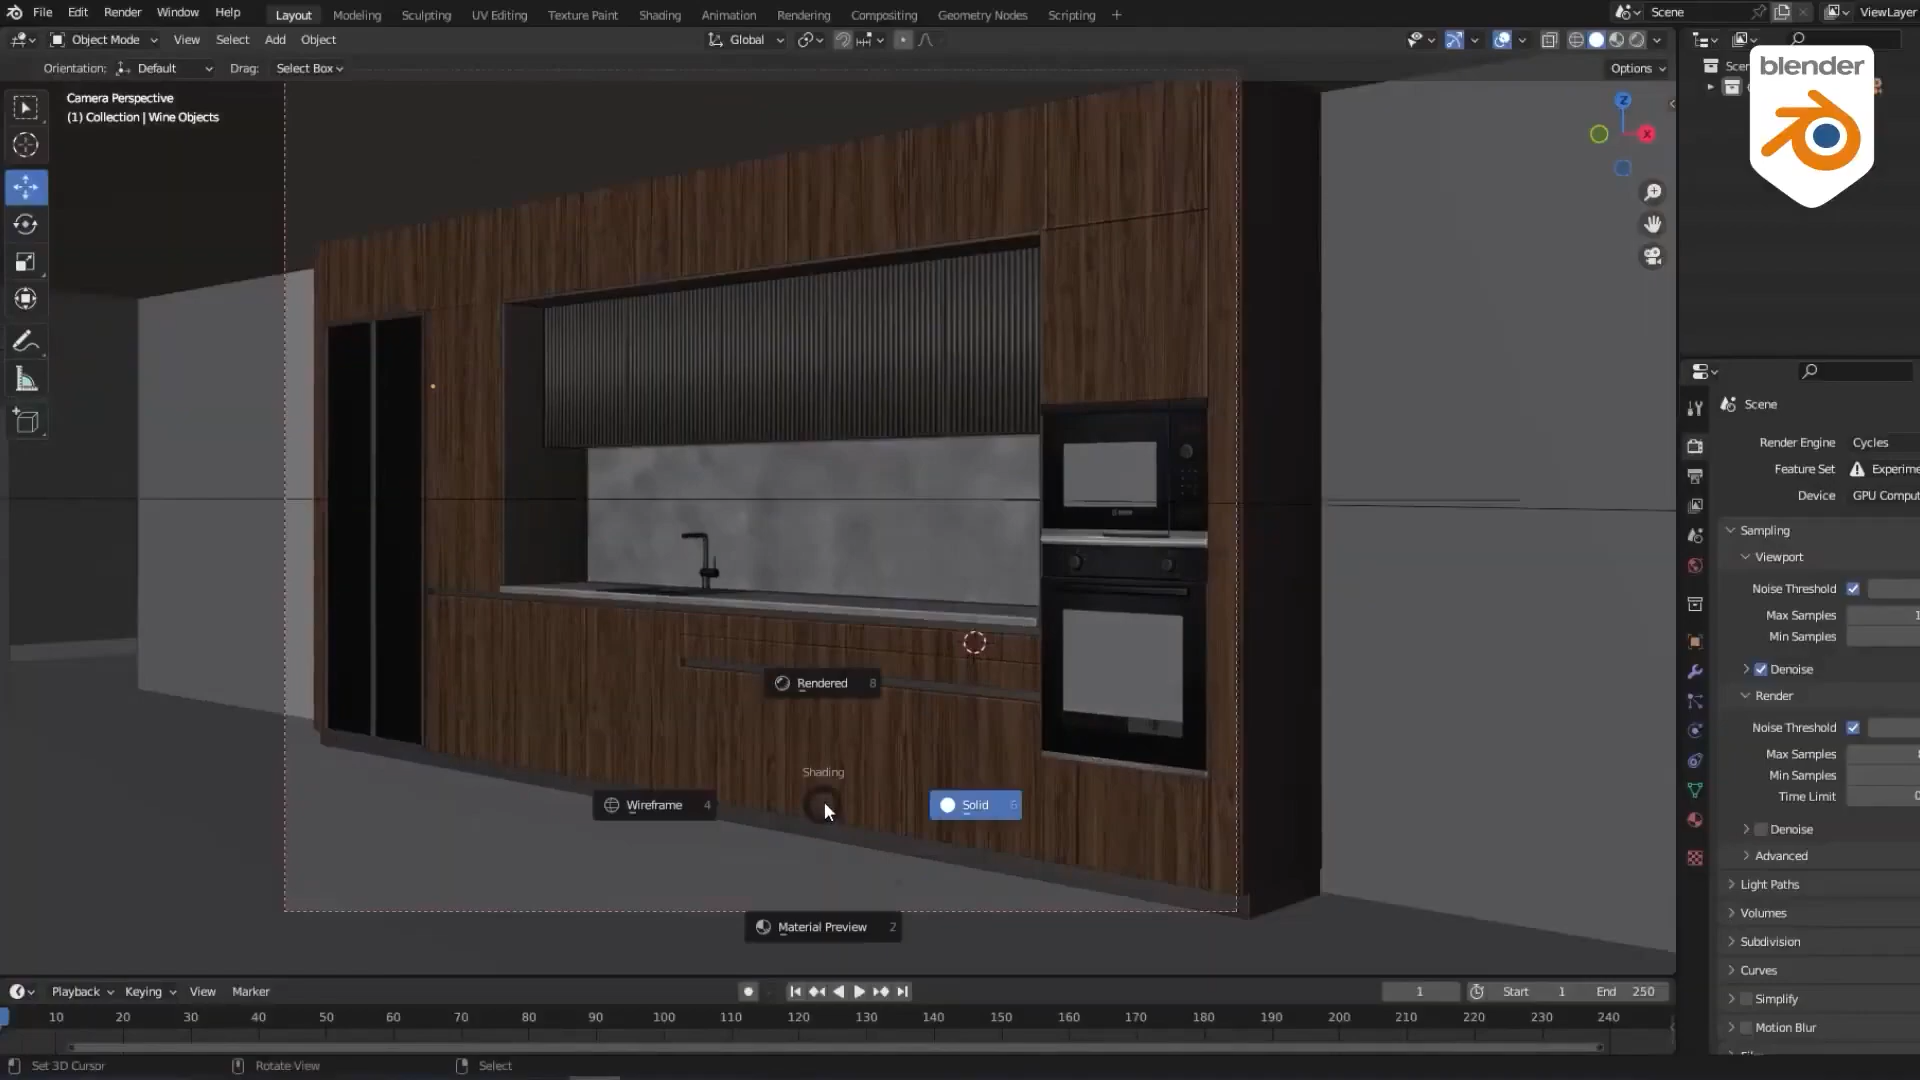 File Edit Render Window Help Layout Modeling Sculpting UV Editing Texture Paint Shading Animation Rendering Compositing Geometry Nodes Scripting + Scene ViewLayer
Object Mode View Select Add Object Global
Orientation: Default Drag: Select Box Options
Camera Perspective
(1) Collection | Wine Objects
Z
X
blender
Scene
Render Engine Cycles
Feature Set Experime
Device GPU Comput
Sampling
Viewport
Noise Threshold
Max Samples 1
Min Samples
Denoise
Render
Noise Threshold
Max Samples
Min Samples
Time Limit 0
Denoise
Advanced
Light Paths
Volumes
Subdivision
Curves
Simplify
Motion Blur
Rendered 8
Shading
Wireframe 4
Solid 6
Material Preview 2
Playback Keying View Marker 1 Start 1 End 250
10 20 30 40 50 60 70 80 90 100 110 120 130 140 150 160 170 180 190 200 210 220 230 240
Set 3D Cursor Rotate View Select